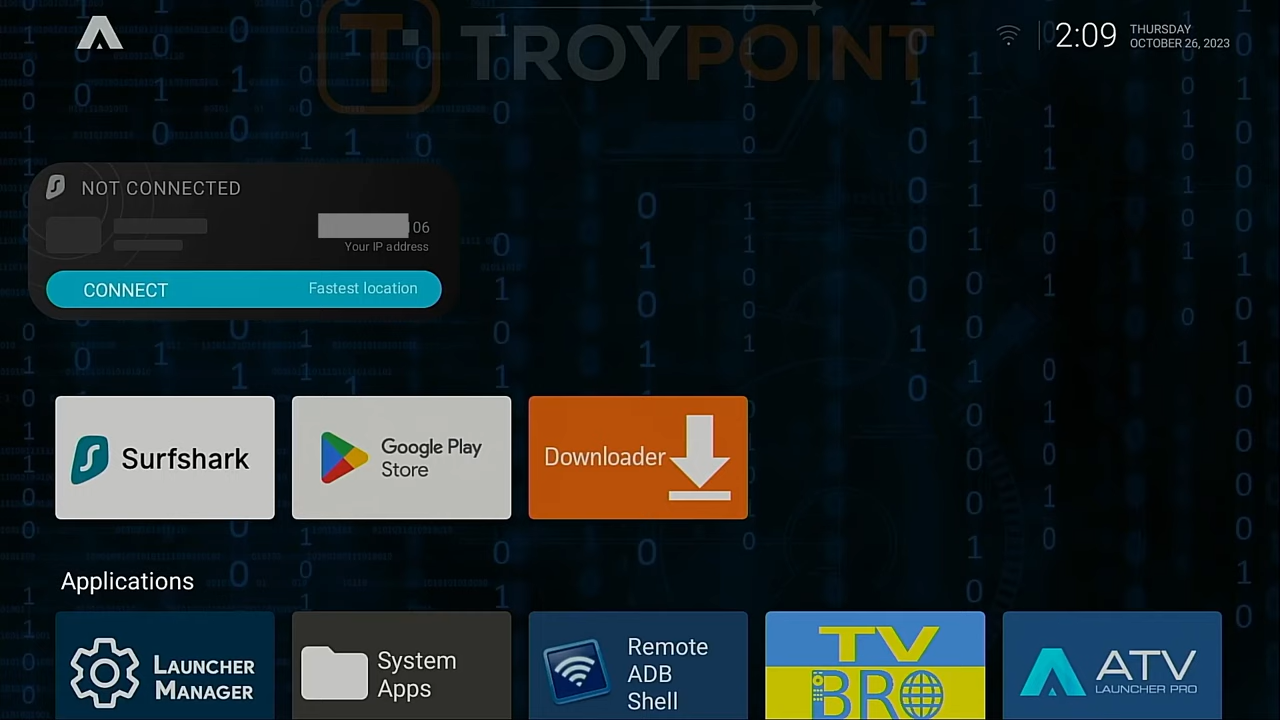 TROYPOINT
2:09
THURSDAY
OCTOBER 26, 2023
NOT CONNECTED
06
Your IP address
CONNECT
Fastest location
Surfshark
Google Play
Store
Downloader
Applications
LAUNCHER
MANAGER
System
Apps
Remote
ADB
Shell
TV
BRO
ATV
LAUNCHER PRO